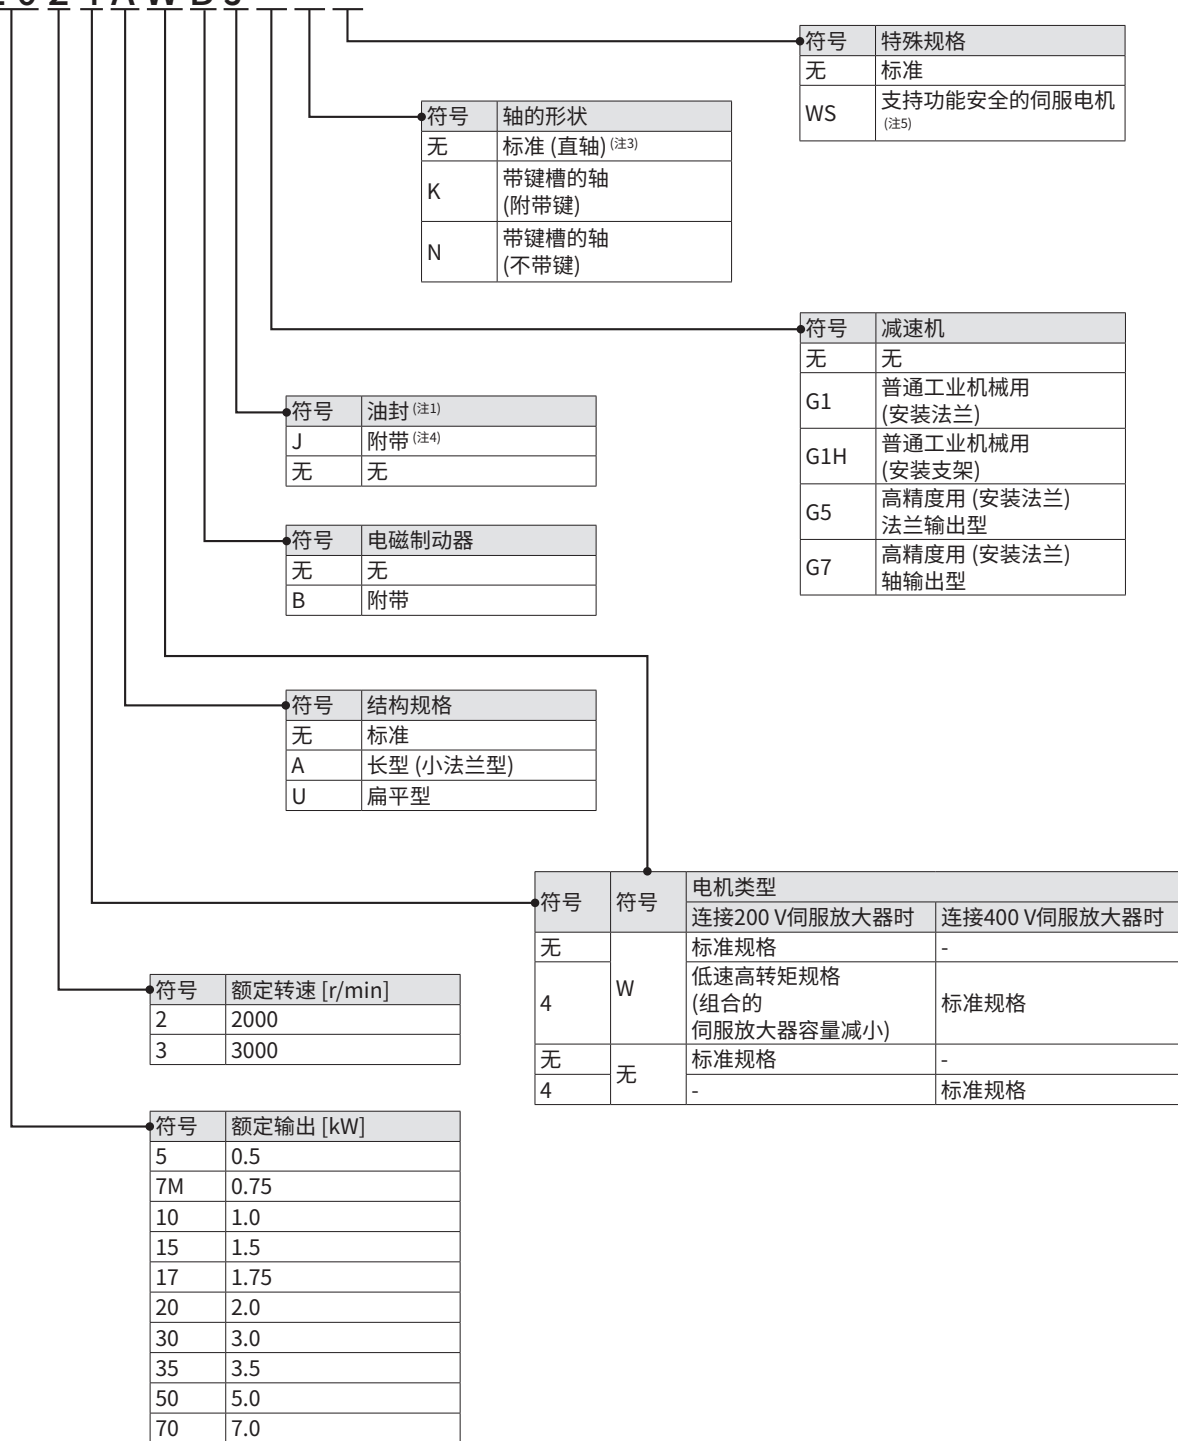 符号 特殊规格
无 标准
WS 支持功能安全的伺服电机
(注5)
符号 轴的形状
无 标准 (直轴) (注3)
K 带键槽的轴
(附带键)
N 带键槽的轴
(不带键)
符号 减速机
无 无
G1 普通工业机械用
(安装法兰)
G1H 普通工业机械用
(安装支架)
G5 高精度用 (安装法兰)
法兰输出型
G7 高精度用 (安装法兰)
轴输出型
符号 油封 (注1)
J 附带 (注4)
无 无
符号 电磁制动器
无 无
B 附带
符号 结构规格
无 标准
A 长型 (小法兰型)
U 扁平型
符号 符号 电机类型
连接200 V伺服放大器时 连接400 V伺服放大器时
无 W 标准规格 -
4 低速高转矩规格
(组合的
伺服放大器容量减小) 标准规格
无 无 标准规格 -
4 - 标准规格
符号 额定转速 [r/min]
2 2000
3 3000
符号 额定输出 [kW]
5 0.5
7M 0.75
10 1.0
15 1.5
17 1.75
20 2.0
30 3.0
35 3.5
50 5.0
70 7.0